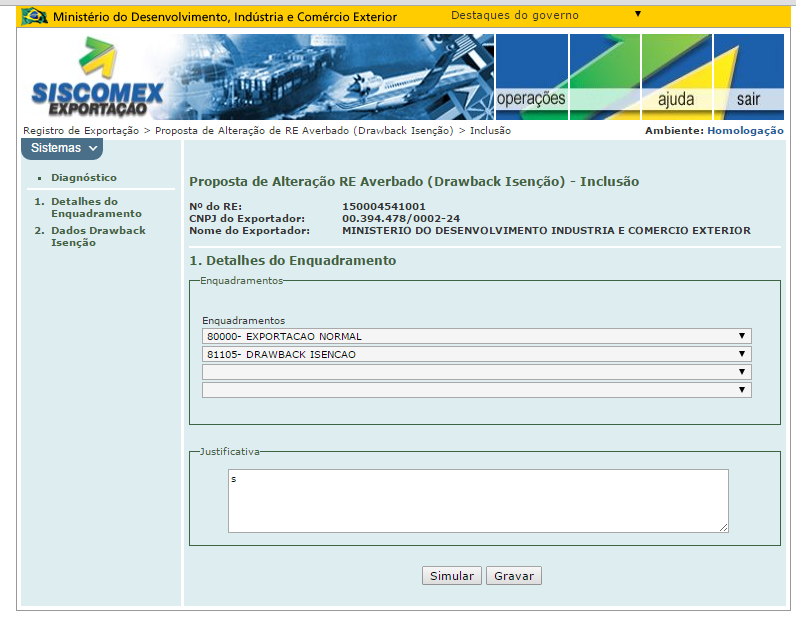 Ministério do Desenvolvimento, Indústria e Comércio Exterior
Destaques do governo
SISCOMEX
EXPORTAÇÃO
operações
ajuda
sair
Registro de Exportação > Proposta de Alteração de RE Averbado (Drawback Isenção) > Inclusão
Ambiente: Homologação
Sistemas
Diagnóstico
1. Detalhes do
Enquadramento
2. Dados Drawback
Isenção
Proposta de Alteração RE Averbado (Drawback Isenção) - Inclusão
Nº do RE: 150004541001
CNPJ do Exportador: 00.394.478/0002-24
Nome do Exportador: MINISTERIO DO DESENVOLVIMENTO INDUSTRIA E COMERCIO EXTERIOR
1. Detalhes do Enquadramento
Enquadramentos
Enquadramentos
80000- EXPORTACAO NORMAL
81105- DRAWBACK ISENCAO
Justificativa
s
Simular
Gravar